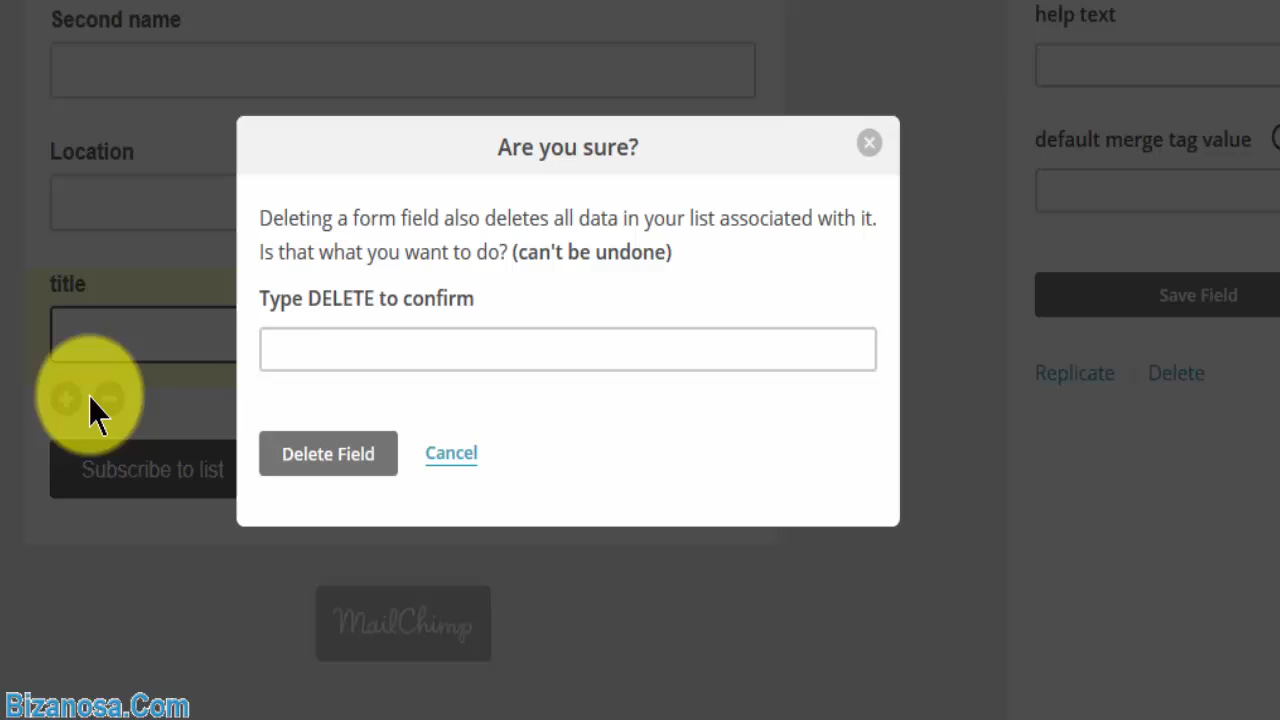 Second name
help text
Location
default merge tag value
title
Subscribe to list
Save Field
Replicate
Delete
MailChimp
Are you sure?
Deleting a form field also deletes all data in your list associated with it.
Is that what you want to do? (can't be undone)
Type DELETE to confirm
Delete Field
Cancel
Bizanosa.Com